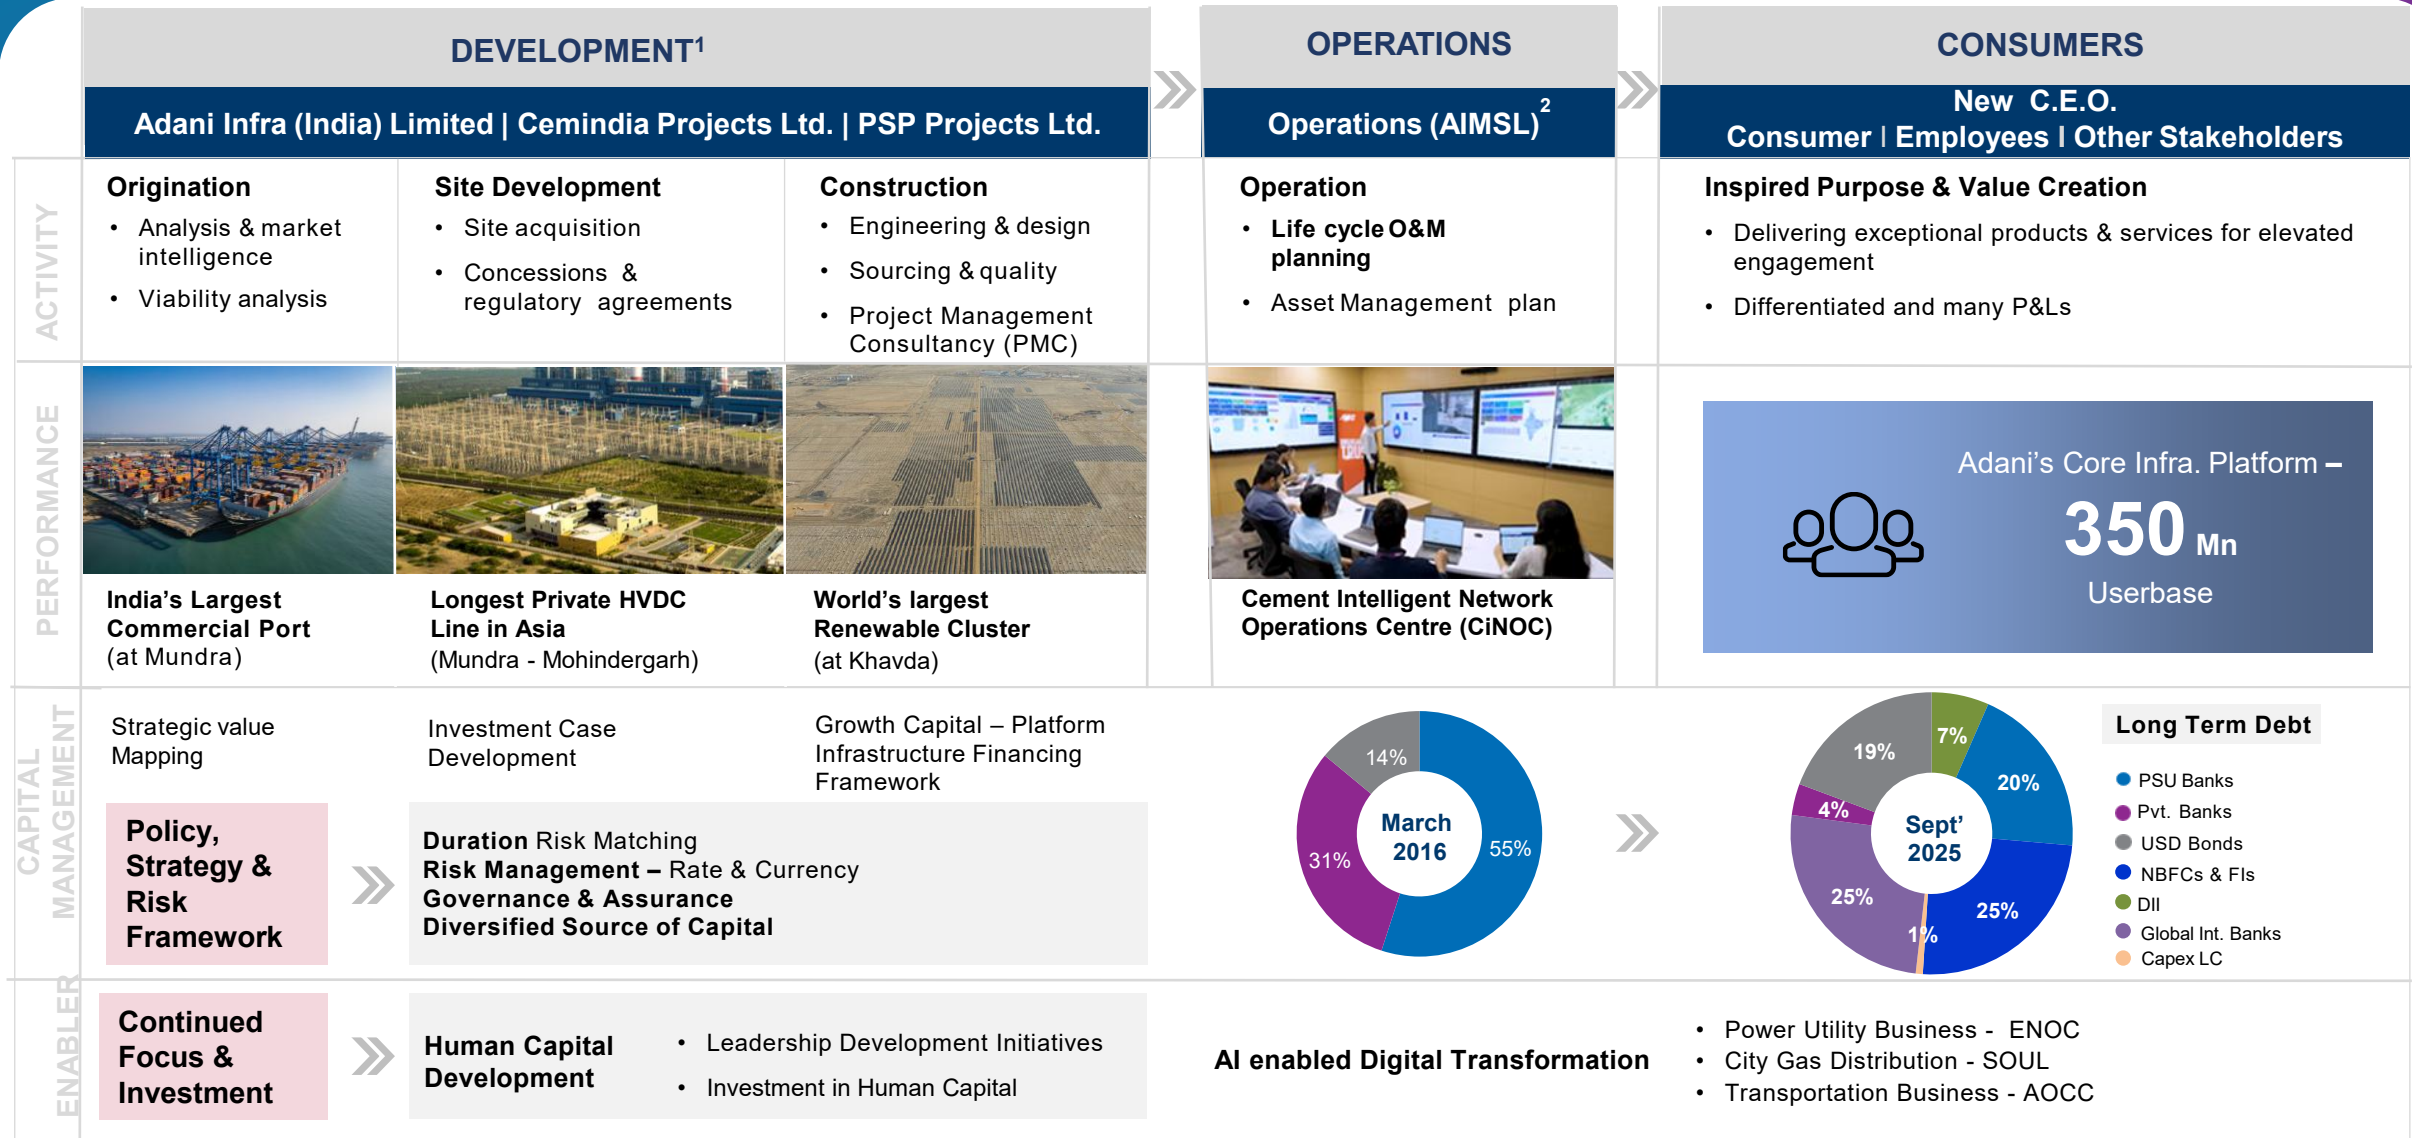 DEVELOPMENT1
OPERATIONS
CONSUMERS
Adani Infra (India) Limited | Cemindia Projects Ltd. | PSP Projects Ltd.
Operations (AIMSL)2
New C.E.O.
Consumer l Employees l Other Stakeholders
ACTIVITY
Origination
• Analysis & market
intelligence
• Viability analysis
Site Development
• Site acquisition
• Concessions &
regulatory agreements
Construction
• Engineering & design
• Sourcing & quality
• Project Management
Consultancy (PMC)
Operation
• Life cycle O&M
planning
• Asset Management plan
Inspired Purpose & Value Creation
• Delivering exceptional products & services for elevated
engagement
• Differentiated and many P&Ls
PERFORMANCE
India's Largest
Commercial Port
(at Mundra)
Longest Private HVDC
Line in Asia
(Mundra - Mohindergarh)
World's largest
Renewable Cluster
(at Khavda)
Cement Intelligent Network
Operations Centre (CiNOC)
Adani's Core Infra. Platform –
350 Mn
Userbase
CAPITAL
MANAGEMENT
Strategic value
Mapping
Investment Case
Development
Growth Capital – Platform
Infrastructure Financing
Framework
Policy,
Strategy &
Risk
Framework
Duration Risk Matching
Risk Management – Rate & Currency
Governance & Assurance
Diversified Source of Capital
14%
31%
55%
March
2016
7%
20%
25%
1%
25%
4%
19%
Sept'
2025
Long Term Debt
PSU Banks
Pvt. Banks
USD Bonds
NBFCs & FIs
DII
Global Int. Banks
Capex LC
ENABLER
Continued
Focus &
Investment
Human Capital
Development
• Leadership Development Initiatives
• Investment in Human Capital
AI enabled Digital Transformation
• Power Utility Business - ENOC
• City Gas Distribution - SOUL
• Transportation Business - AOCC